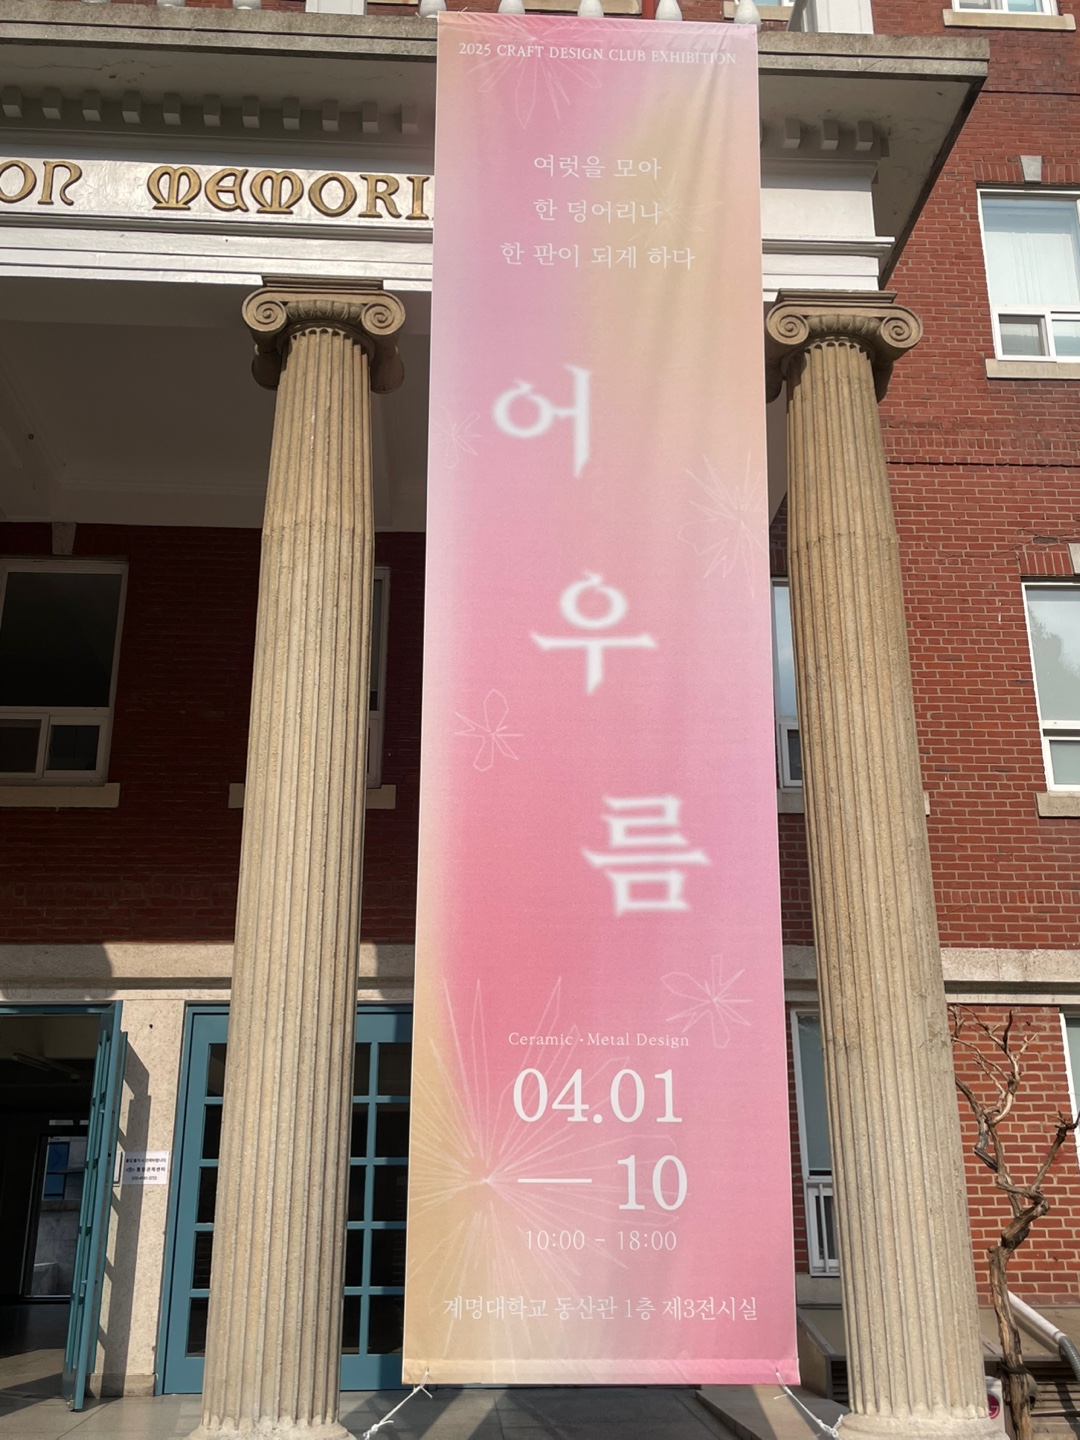 2025 CRAFT DESIGN CLUB EXHIBITION
여럿을 모아
한 덩어리나
한 판이 되게 하다
ON MEMORI
어
우
름
Ceramic · Metal Design
04.01
— 10
10:00 - 18:00
계명대학교 동산관 1층 제3전시실